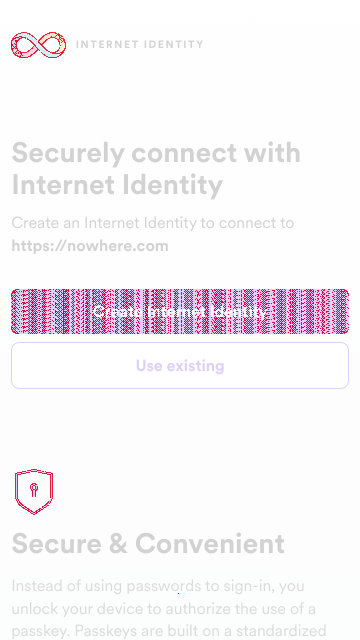 INTERNET IDENTITY
Securely connect with
Internet Identity
Create an Internet Identity to connect to
https://nowhere.com
Create Internet Identity
Use existing
Secure & Convenient
Instead of using passwords to sign-in, you
unlock your device to authorize the use of a
passkey. Passkeys are built on a standardized